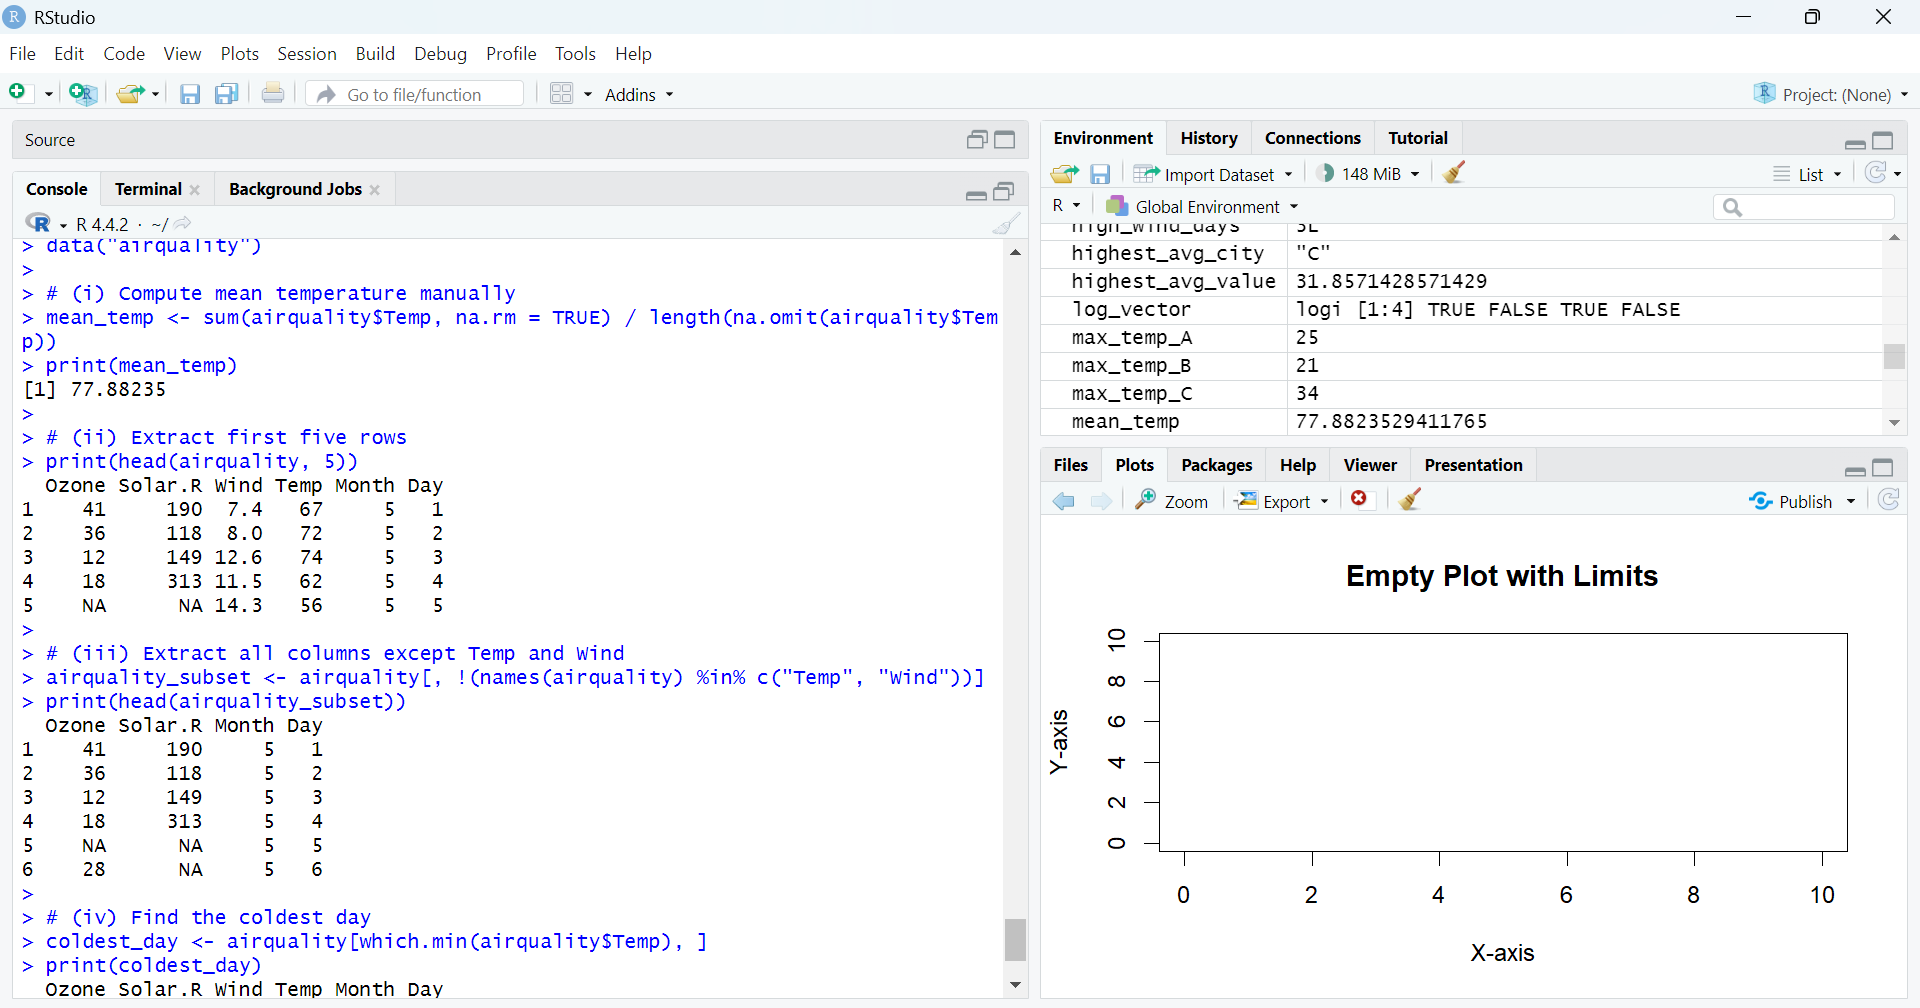 RStudio
File Edit Code View Plots Session Build Debug Profile Tools Help
Go to file/function Addins Project: (None)
Source
Console Terminal Background Jobs
R 4.4.2 · ~/
> data("airquality")
>
> # (i) Compute mean temperature manually
> mean_temp <- sum(airquality$Temp, na.rm = TRUE) / length(na.omit(airquality$Tem
p))
> print(mean_temp)
[1] 77.88235
>
> # (ii) Extract first five rows
> print(head(airquality, 5))
  Ozone Solar.R Wind Temp Month Day
1    41     190  7.4   67     5   1
2    36     118  8.0   72     5   2
3    12     149 12.6   74     5   3
4    18     313 11.5   62     5   4
5    NA      NA 14.3   56     5   5
>
> # (iii) Extract all columns except Temp and Wind
> airquality_subset <- airquality[, !(names(airquality) %in% c("Temp", "Wind"))]
> print(head(airquality_subset))
  Ozone Solar.R Month Day
1    41     190     5   1
2    36     118     5   2
3    12     149     5   3
4    18     313     5   4
5    NA      NA     5   5
6    28      NA     5   6
>
> # (iv) Find the coldest day
> coldest_day <- airquality[which.min(airquality$Temp), ]
> print(coldest_day)
  Ozone Solar.R Wind Temp Month Day
Environment History Connections Tutorial
Import Dataset 148 MiB List
R Global Environment
high_wind_days 3L
highest_avg_city "C"
highest_avg_value 31.8571428571429
log_vector logi [1:4] TRUE FALSE TRUE FALSE
max_temp_A 25
max_temp_B 21
max_temp_C 34
mean_temp 77.8823529411765
Files Plots Packages Help Viewer Presentation
Zoom Export Publish
Empty Plot with Limits
Y-axis
10
8
6
4
2
0
0 2 4 6 8 10
X-axis